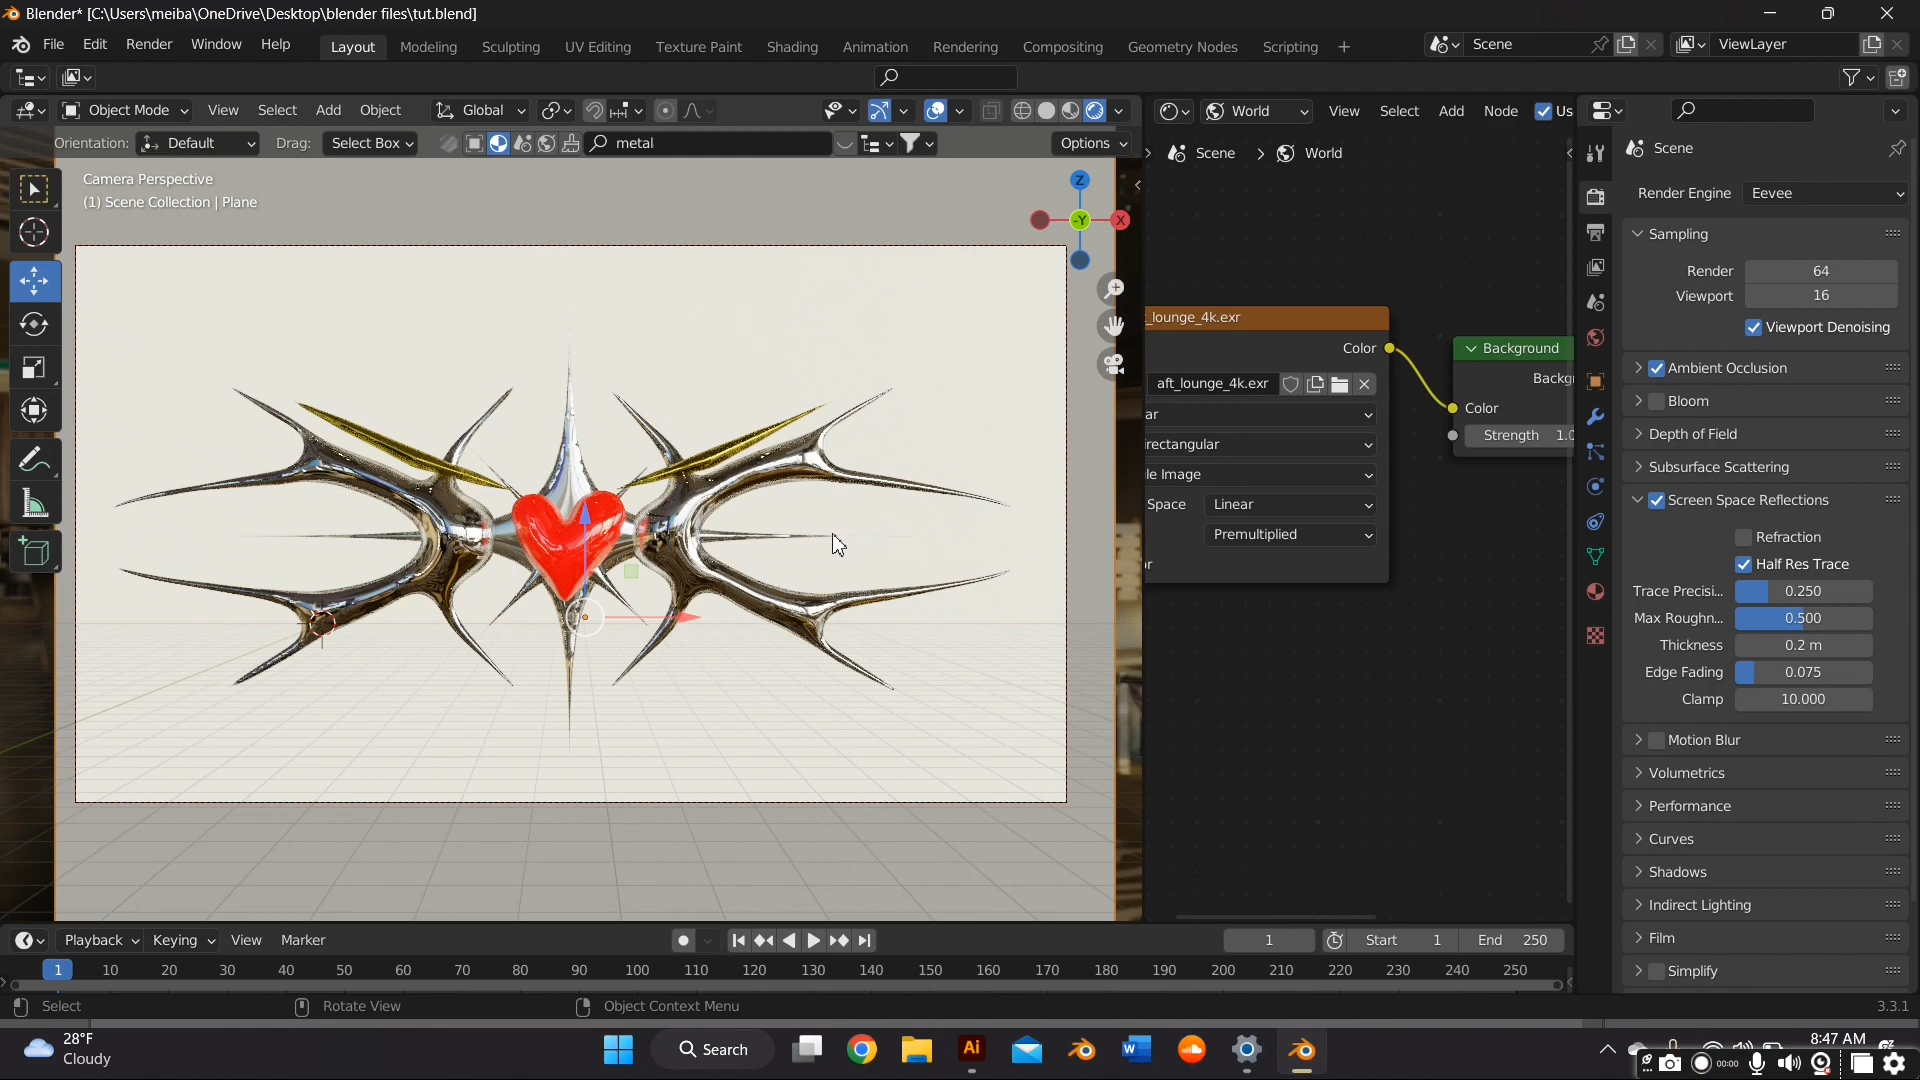 Blender* [C:\Users\meiba\OneDrive\Desktop\blender files\tut.blend]
File Edit Render Window Help Layout Modeling Sculpting UV Editing Texture Paint Shading Animation Rendering Compositing Geometry Nodes Scripting + Scene ViewLayer
Object Mode View Select Add Object Global World View Select Add Node Us
Orientation: Default Drag: Select Box metal Options
Scene > World
Scene
Camera Perspective
(1) Scene Collection | Plane
Z
-Y X
Render Engine Eevee
Sampling
Render 64
Viewport 16
Viewport Denoising
Ambient Occlusion
Bloom
Depth of Field
Subsurface Scattering
Screen Space Reflections
Refraction
Half Res Trace
Trace Precisi... 0.250
Max Roughn... 0.500
Thickness 0.2 m
Edge Fading 0.075
Clamp 10.000
Motion Blur
Volumetrics
Performance
Curves
Shadows
Indirect Lighting
Film
Simplify
_lounge_4k.exr
Color
aft_lounge_4k.exr
ar
irectangular
le Image
Space Linear
Premultiplied
or
Background
Backg
Color
Strength 1.0
Playback Keying View Marker 1 Start 1 End 250
1 10 20 30 40 50 60 70 80 90 100 110 120 130 140 150 160 170 180 190 200 210 220 230 240 250
Select Rotate View Object Context Menu 3.3.1
28°F
Cloudy
Search
Ai
W
8:47 AM
00:00